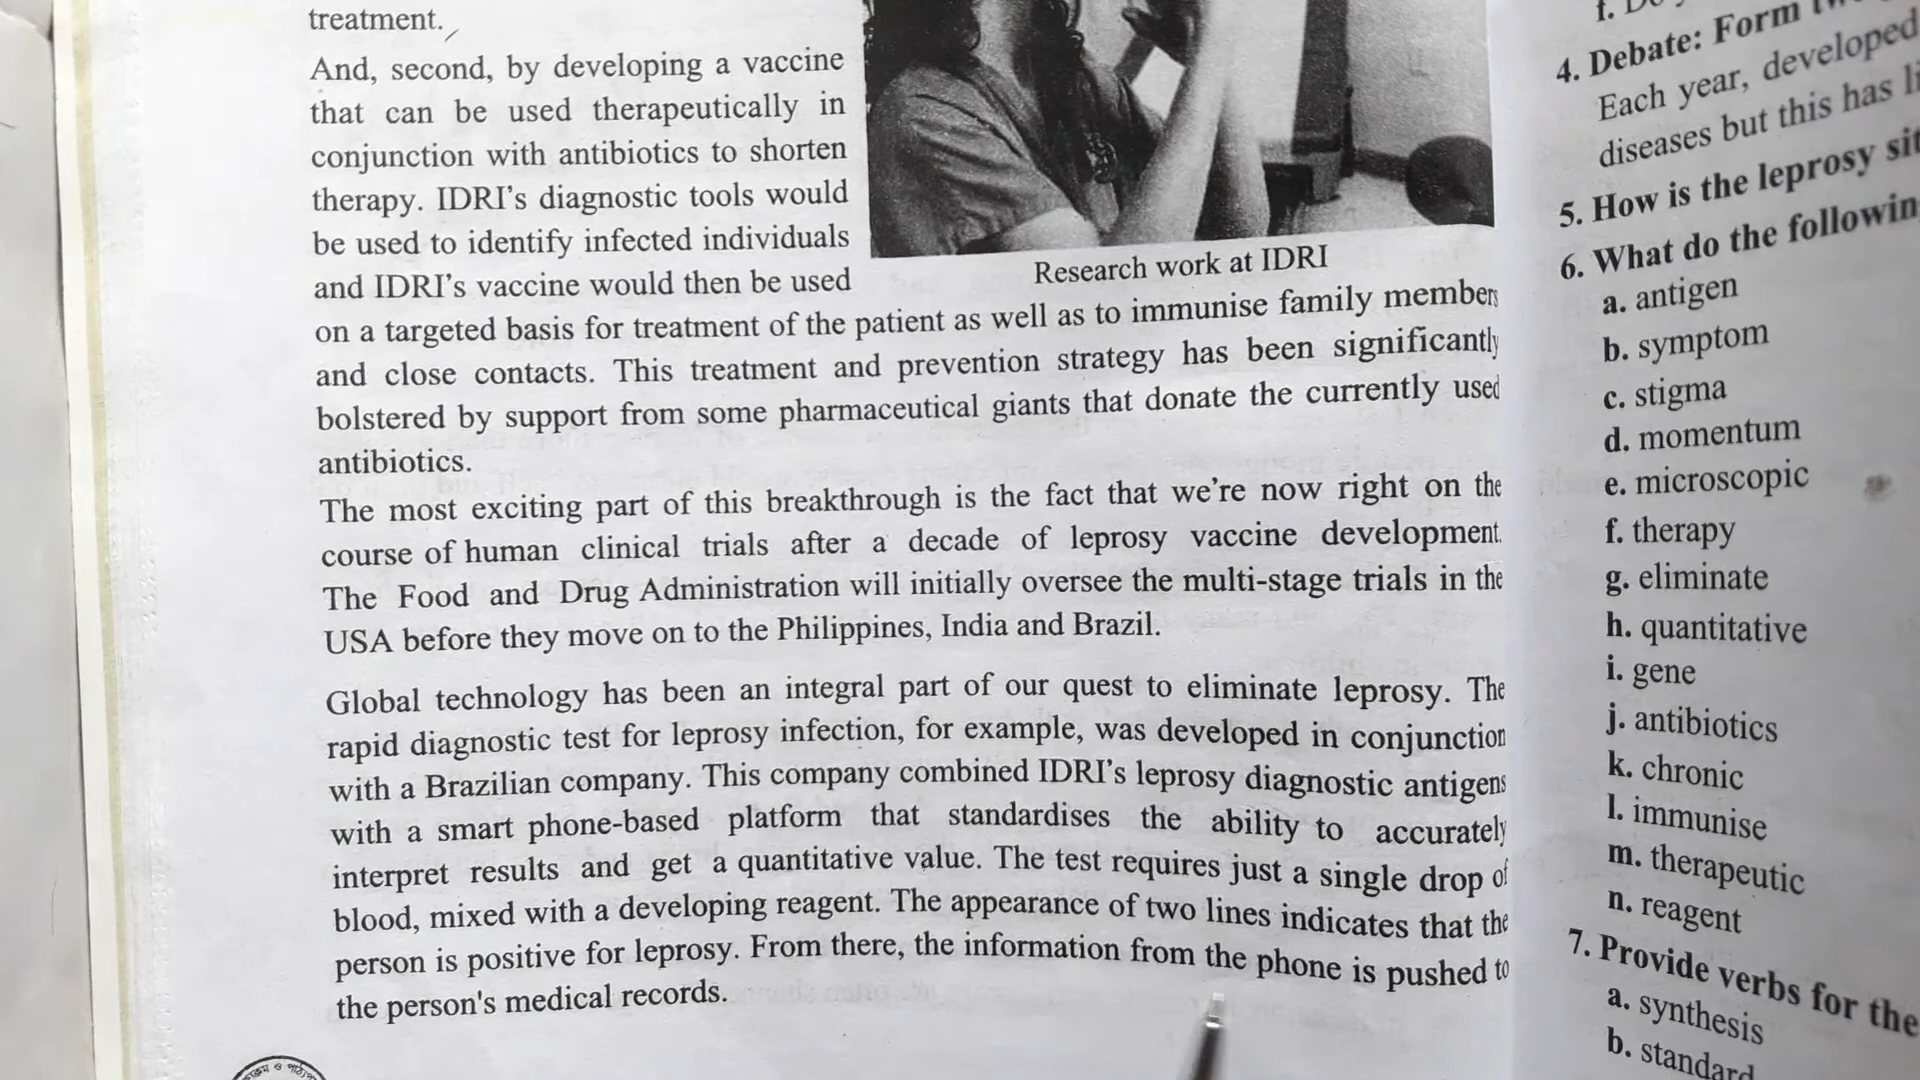 treatment.
And, second, by developing a vaccine
that can be used therapeutically in
conjunction with antibiotics to shorten
therapy. IDRI's diagnostic tools would
be used to identify infected individuals
and IDRI's vaccine would then be used
Research work at IDRI
on a targeted basis for treatment of the patient as well as to immunise family members
and close contacts. This treatment and prevention strategy has been significantly
bolstered by support from some pharmaceutical giants that donate the currently used
antibiotics.
The most exciting part of this breakthrough is the fact that we're now right on the
course of human clinical trials after a decade of leprosy vaccine development.
The Food and Drug Administration will initially oversee the multi-stage trials in the
USA before they move on to the Philippines, India and Brazil.
Global technology has been an integral part of our quest to eliminate leprosy. The
rapid diagnostic test for leprosy infection, for example, was developed in conjunction
with a Brazilian company. This company combined IDRI's leprosy diagnostic antigens
with a smart phone-based platform that standardises the ability to accurately
interpret results and get a quantitative value. The test requires just a single drop of
blood, mixed with a developing reagent. The appearance of two lines indicates that the
person is positive for leprosy. From there, the information from the phone is pushed to
the person's medical records.
f.
4. Debate: Form
Each year, developed
diseases but this has
5. How is the leprosy
6. What do the
a. antigen
b. symptom
c. stigma
d. momentum
e. microscopic
f. therapy
g. eliminate
h. quantitative
i. gene
j. antibiotics
k. chronic
l. immunise
m. therapeutic
n. reagent
7. Provide verbs for the
a. synthesis
b. standard